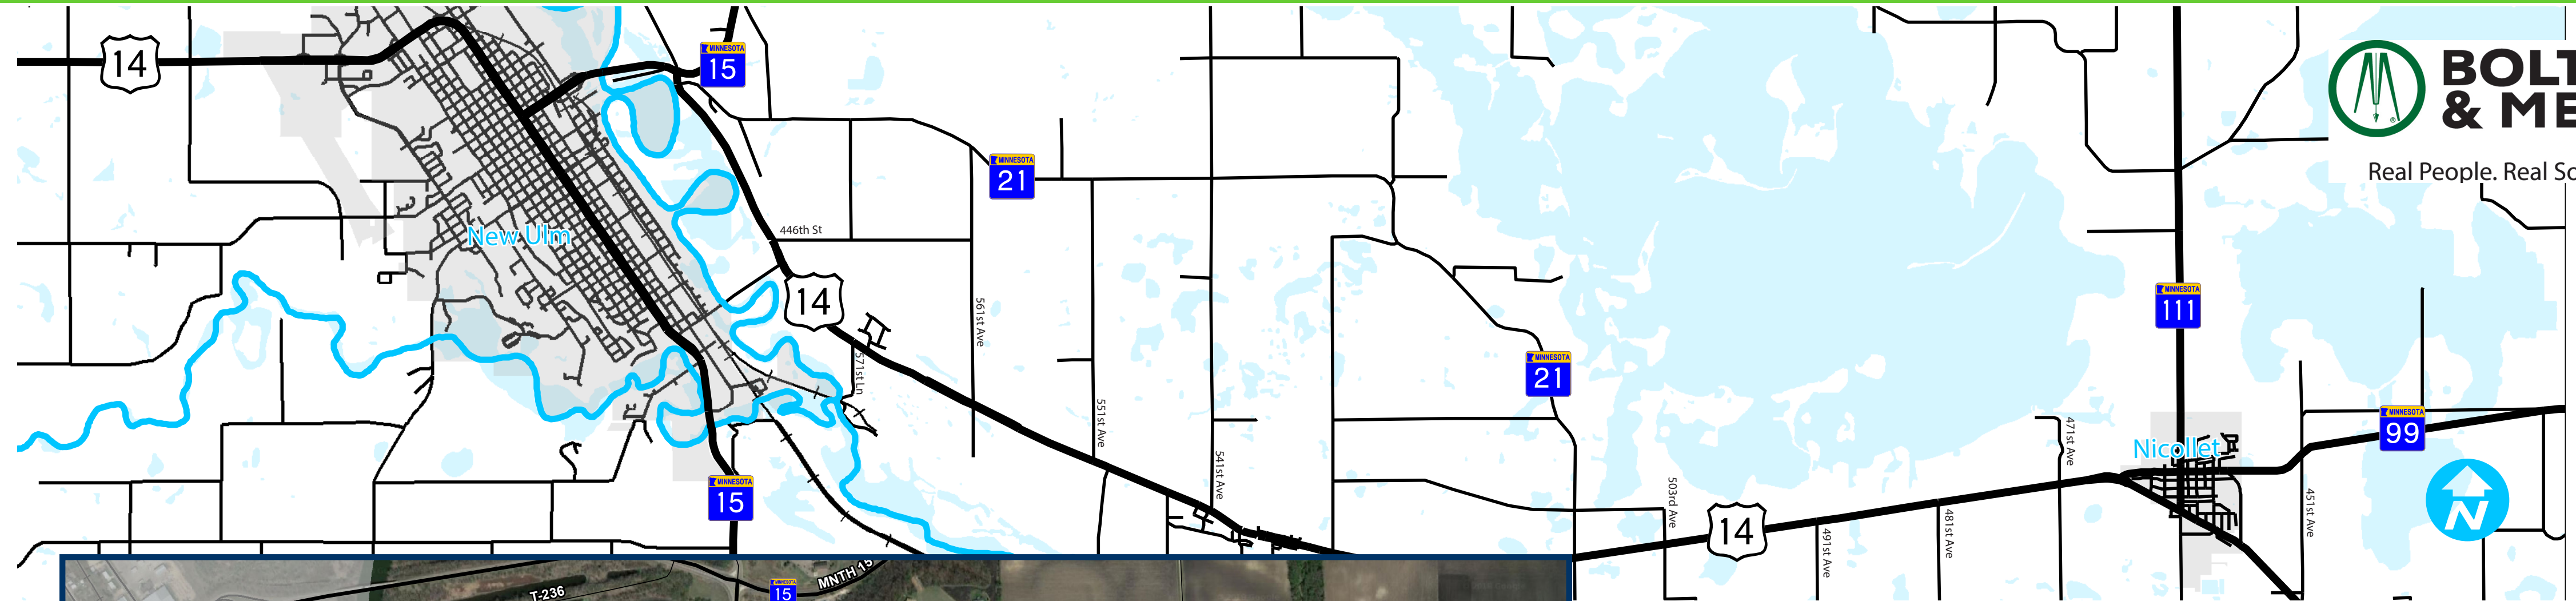 14
MINNESOTA
15
BOLT
& ME
Real People. Real So
MINNESOTA
21
446th St
New Ulm
14
561st Ave
MINNESOTA
111
571st Ln
MINNESOTA
21
551st Ave
541st Ave
MINNESOTA
15
503rd Ave
14
491st Ave
481st Ave
471st Ave
Nicollet
MINNESOTA
99
451st Ave
N
T-236
MINNESOTA
15
MNTH 15